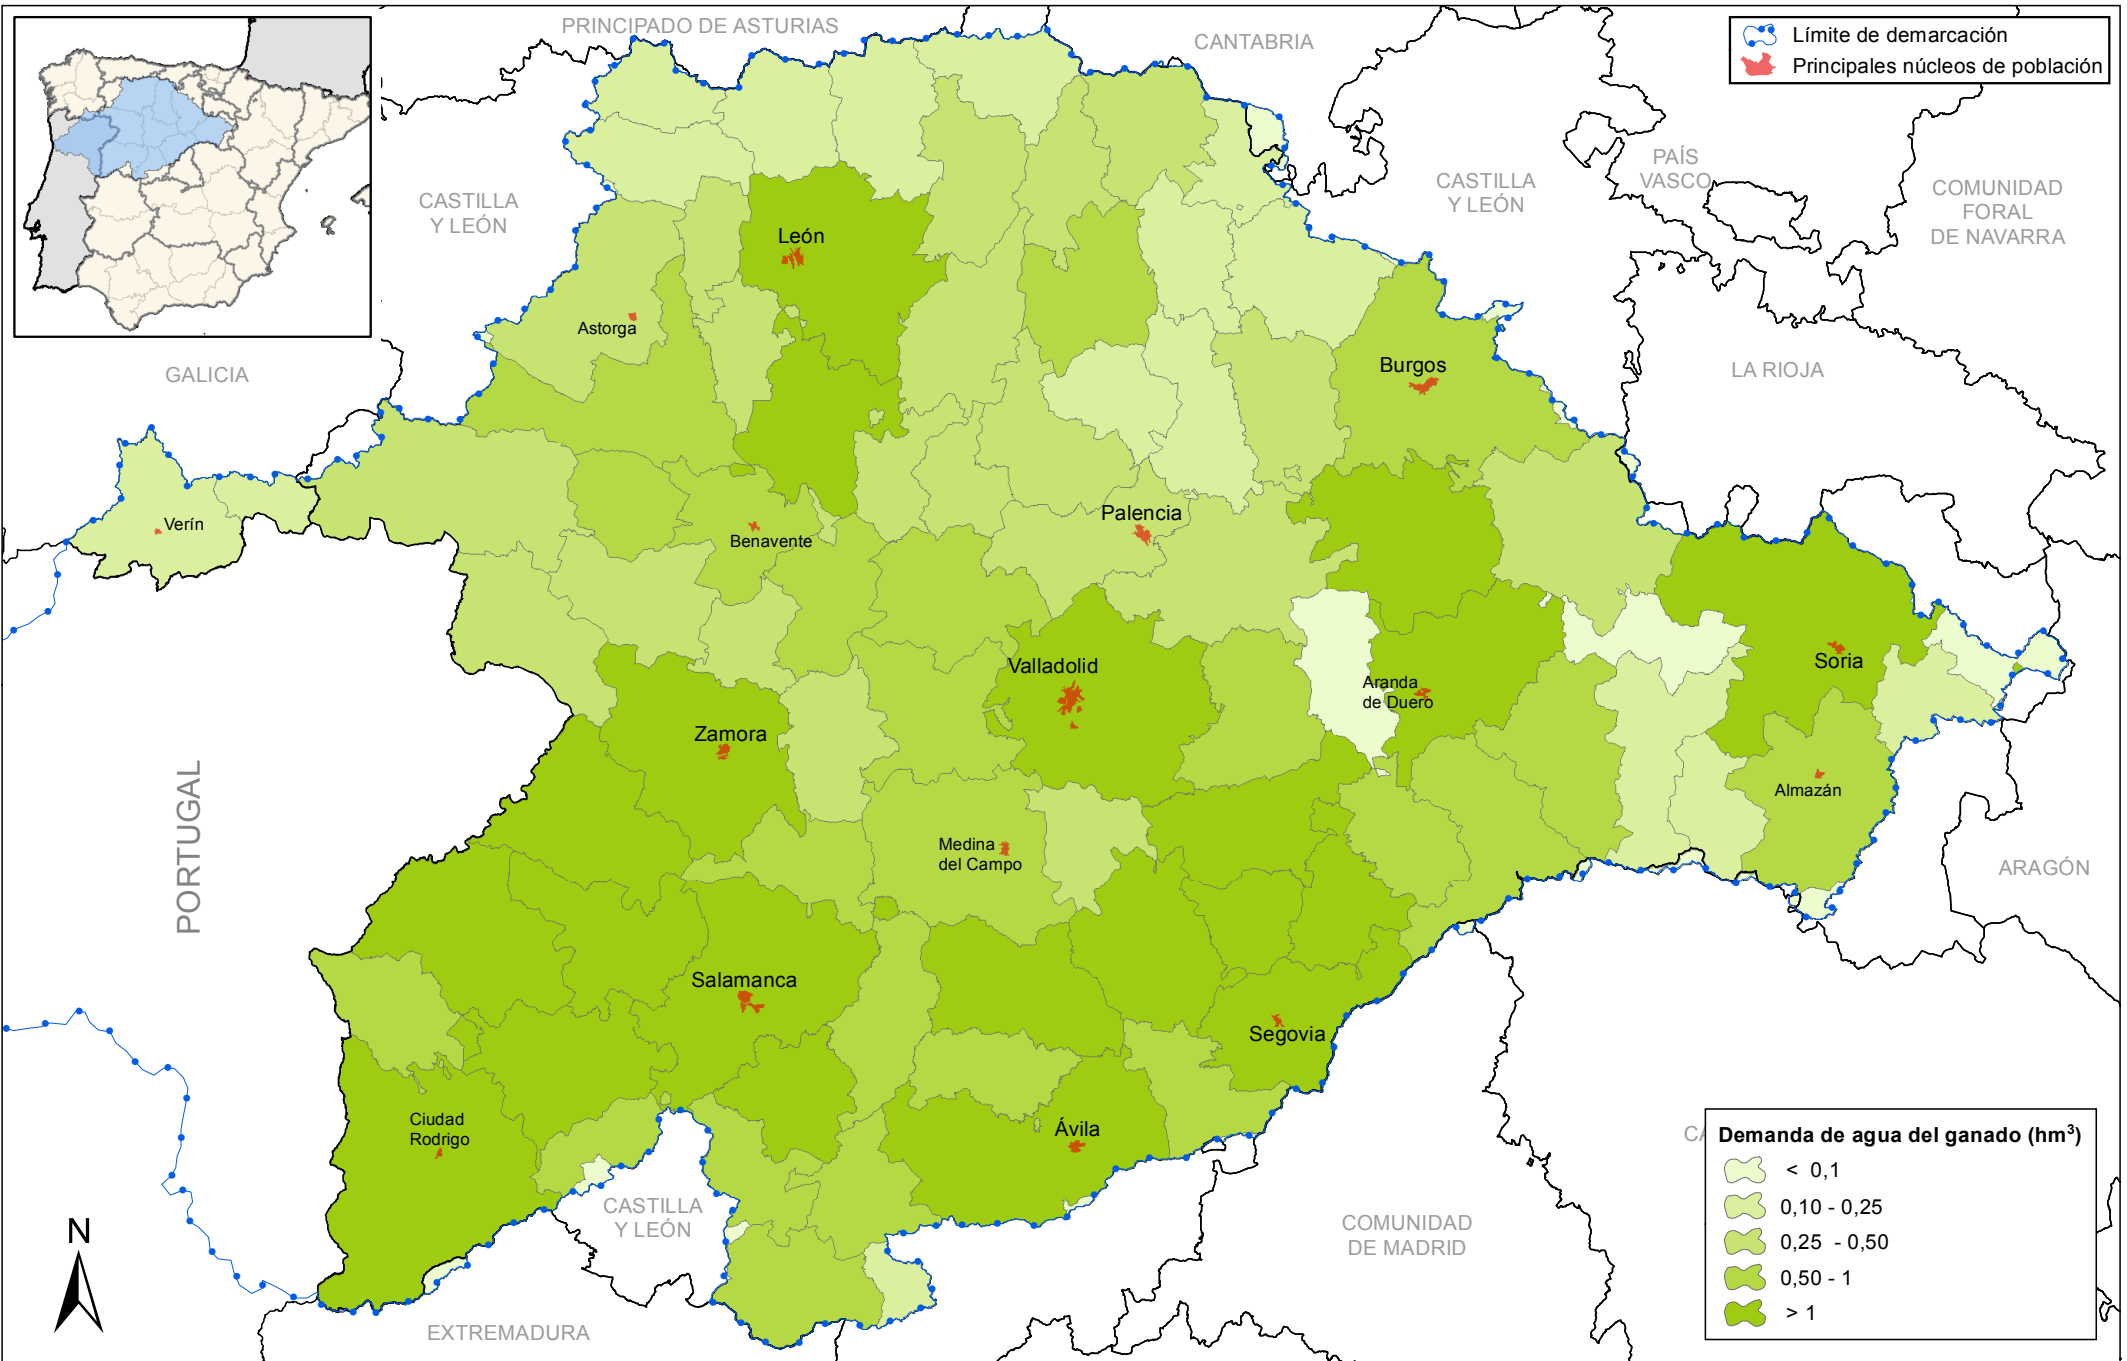 PRINCIPADO DE ASTURIAS
CANTABRIA
Límite de demarcación
Principales núcleos de población
PAÍS
VASCO
CASTILLA
Y LEÓN
COMUNIDAD
FORAL
DE NAVARRA
CASTILLA
Y LEÓN
León
Astorga
GALICIA
Burgos
LA RIOJA
Verín
Benavente
Palencia
Valladolid
Aranda
de Duero
Soria
Zamora
Almazán
PORTUGAL
Medina
del Campo
ARAGÓN
Salamanca
Segovia
Ciudad
Rodrigo
Ávila
CASTILLA
Y LEÓN
COMUNIDAD
DE MADRID
EXTREMADURA
N
CA
Demanda de agua del ganado (hm³)
< 0,1
0,10 - 0,25
0,25 - 0,50
0,50 - 1
> 1